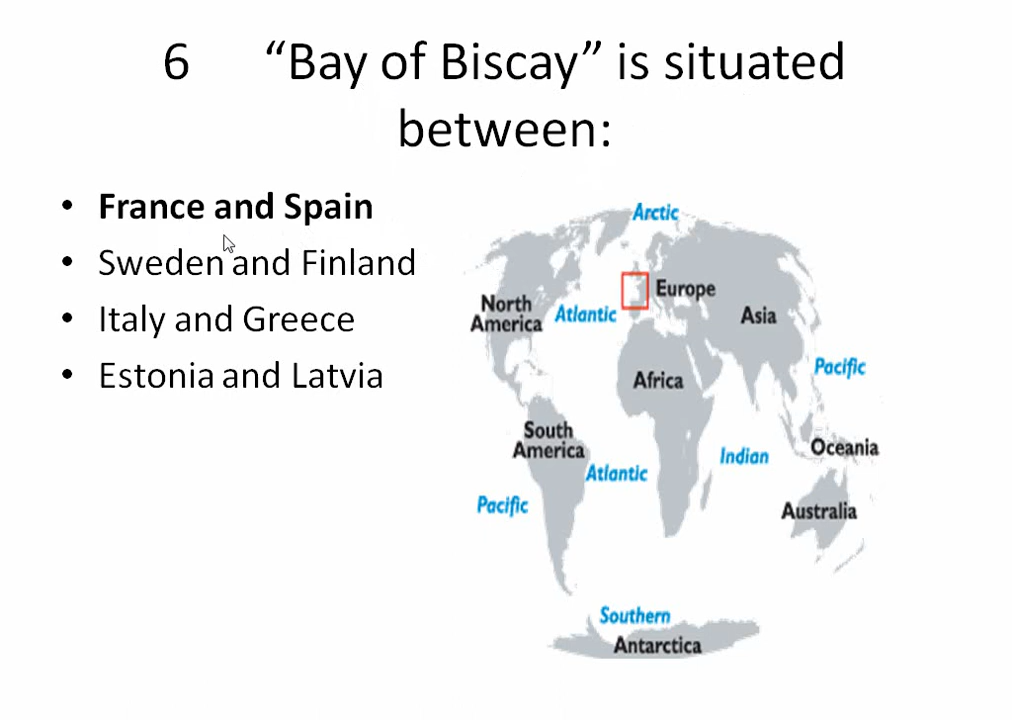 6 “Bay of Biscay” is situated
between:
• France and Spain
• Sweden and Finland
• Italy and Greece
• Estonia and Latvia
Arctic
North
America
Atlantic
Europe
Asia
Pacific
Africa
South
America
Atlantic
Indian
Oceania
Pacific
Australia
Southern
Antarctica